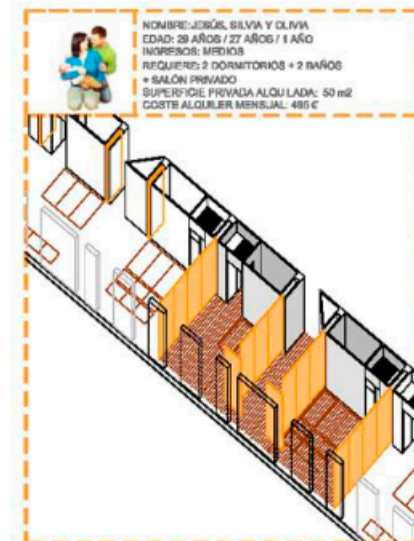 NOMBRE: JESÚS, SILVIA Y OLIVIA
EDAD: 29 AÑOS / 27 AÑOS / 1 AÑO
INGRESOS: MEDIOS
REQUIERE: 2 DORMITORIOS + 2 BAÑOS
+ SALÓN PRIVADO
SUPERFICIE PRIVADA ALQUILADA: 50 m2
COSTE ALQUILER MENSUAL: 495 €